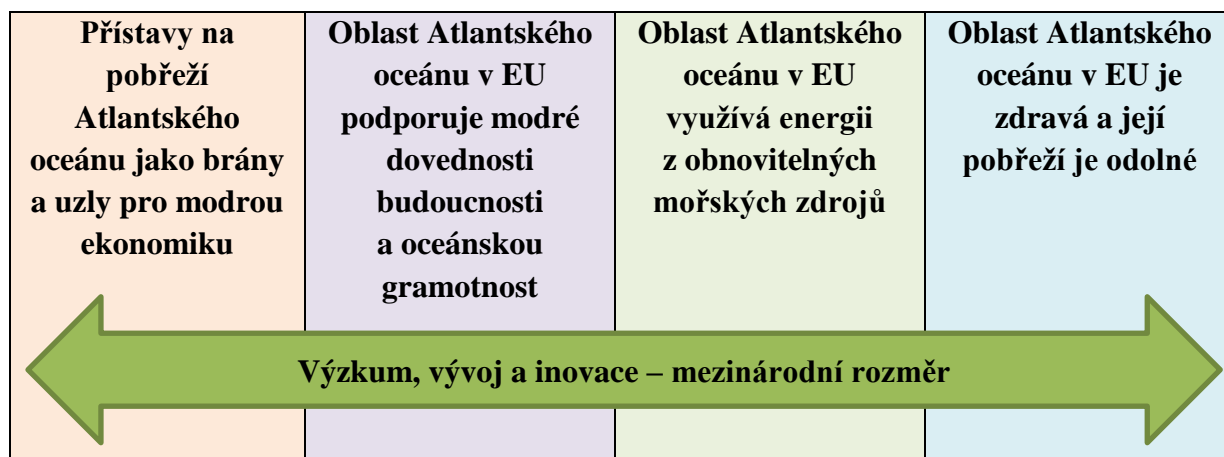 Přístavy na
pobřeží
Atlantského
oceánu jako brány
a uzly pro modrou
ekonomiku
Oblast Atlantského
oceánu v EU
podporuje modré
dovednosti
budoucnosti
a oceánskou
gramotnost
Oblast Atlantského
oceánu v EU
využívá energii
z obnovitelných
mořských zdrojů
Oblast Atlantského
oceánu v EU je
zdravá a její
pobřeží je odolné
Výzkum, vývoj a inovace – mezinárodní rozměr